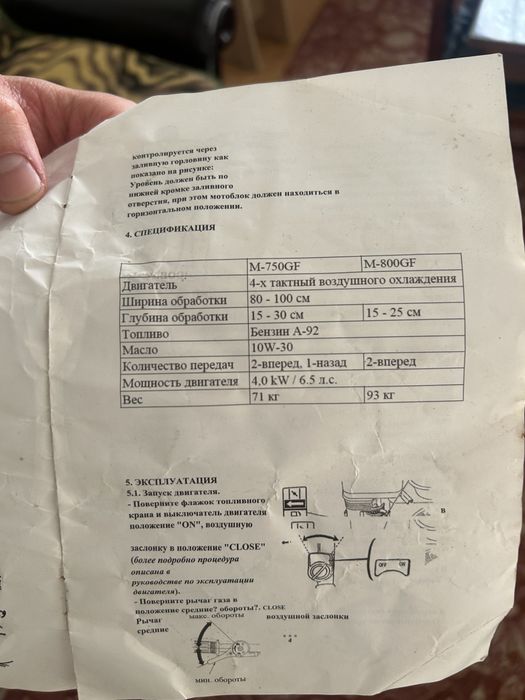 контролируется через
заливную горловину как
показано на рисунке:
Уровень должен быть по
нижней кромке заливного
отверстия, при этом мотоблок должен находиться в
горизонтальном положении.
4. СПЕЦИФИКАЦИЯ
M-750GF M-800GF
Двигатель 4-х тактный воздушного охлаждения
Ширина обработки 80 - 100 см
Глубина обработки 15 - 30 см 15 - 25 см
Топливо Бензин А-92
Масло 10W-30
Количество передач 2-вперед, 1-назад 2-вперед
Мощность двигателя 4,0 kW / 6.5 л.с.
Вес 71 кг 93 кг
5. ЭКСПЛУАТАЦИЯ
5.1. Запуск двигателя.
- Поверните флажок топливного
крана и выключатель двигателя
положение "ON", воздушную
B
заслонку в положение "CLOSE"
(более подробно процедура
описана в
руководстве по эксплуатации
двигателя).
OFF ON
- Поверните рычаг газа в
положение средние? обороты?. CLOSE
Рычаг макс. обороты воздушной заслонки
средние
4
мин. обороты